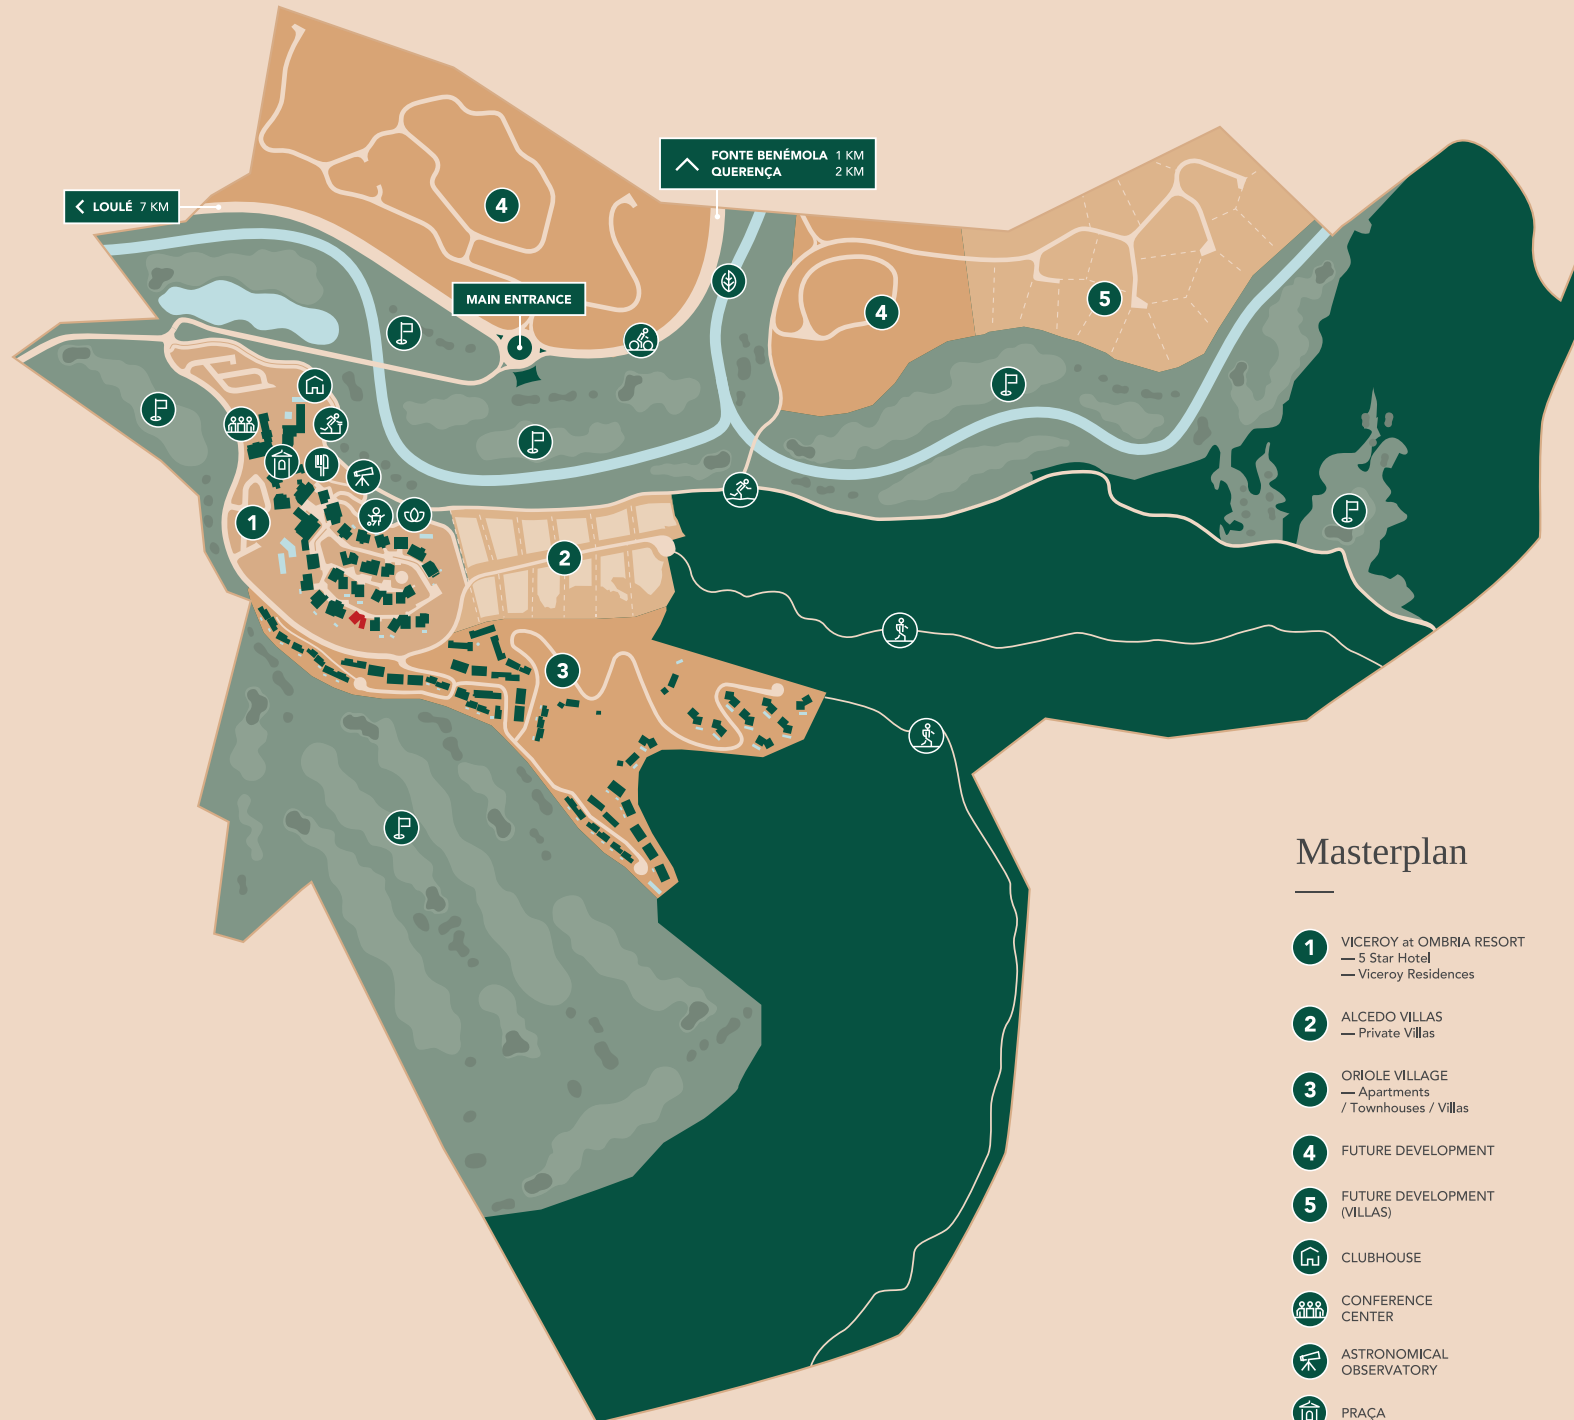 FONTE BENÉMOLA 1 KM
QUERENÇA 2 KM
LOULÉ 7 KM
4
MAIN ENTRANCE
5
4
1
2
3
Masterplan
1 VICEROY at OMBRIA RESORT
— 5 Star Hotel
— Viceroy Residences
2 ALCEDO VILLAS
— Private Villas
3 ORIOLE VILLAGE
— Apartments
/ Townhouses / Villas
4 FUTURE DEVELOPMENT
5 FUTURE DEVELOPMENT
(VILLAS)
CLUBHOUSE
CONFERENCE
CENTER
ASTRONOMICAL
OBSERVATORY
PRAÇA